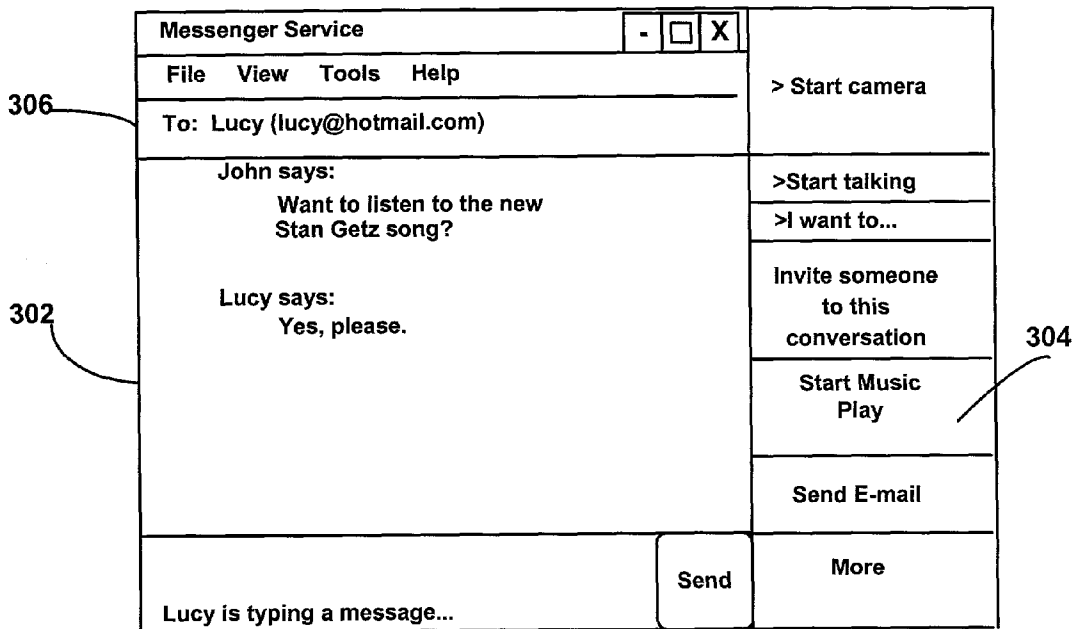 Messenger Service
- X
File View Tools Help
> Start camera
306
To: Lucy (lucy@hotmail.com)
John says:
Want to listen to the new
Stan Getz song?
>Start talking
>I want to...
Lucy says:
Yes, please.
302
Invite someone
to this
conversation
304
Start Music
Play
Send E-mail
More
Send
Lucy is typing a message...